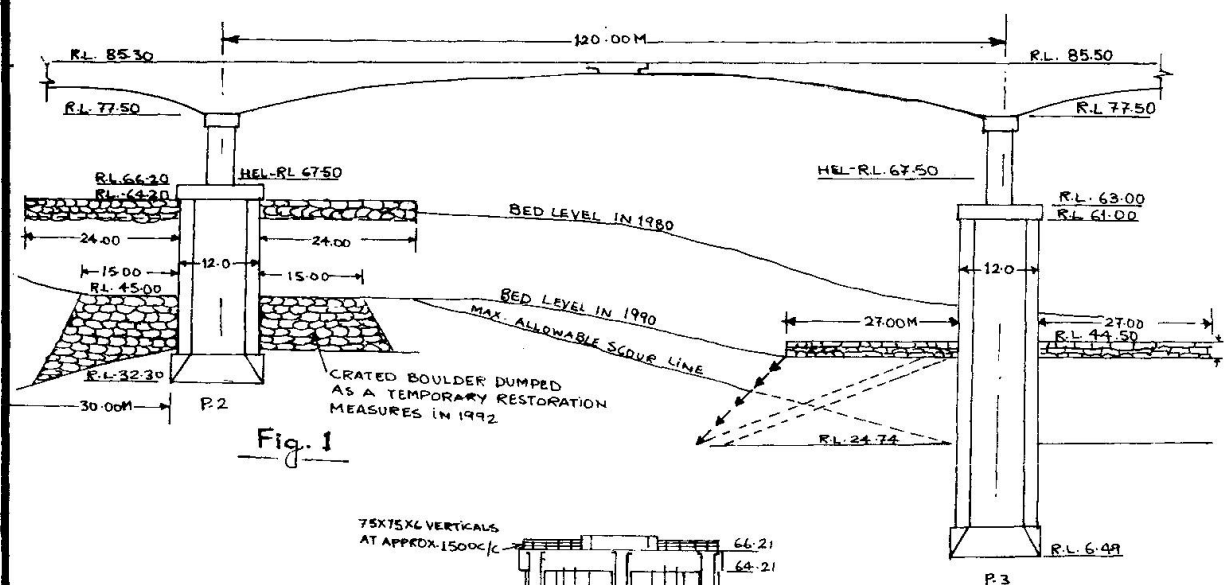 120.00M
R.L. 85.30
R.L. 85.50
R.L. 77.50
R.L 77.50
R.L.66.20
HEL-RL 67.50
HEL-R.L.67.50
R.L.64.20
R.L. 63.00
R.L 61.00
BED LEVEL IN 1980
24.00
24.00
12.0
12.0
15.00
15.00
R.L. 45.00
BED LEVEL IN 1990
MAX. ALLOWABLE SCOUR LINE
27.00M
27.00
R.L. 44.50
R.L.32.30
CRATED BOULDER DUMPED
AS A TEMPORARY RESTORATION
MEASURES IN 1992
30.00M
P.2
Fig. 1
R.L. 24.74
75X75X6 VERTICALS
AT APPROX.1500C/C
66.21
64.21
R.L. 6.49
P.3